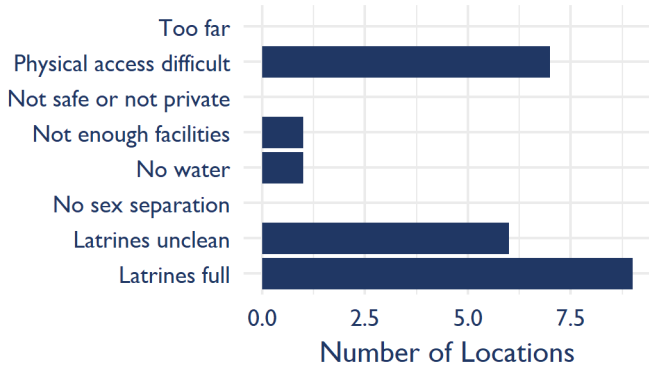 Too far
Physical access difficult
Not safe or not private
Not enough facilities
No water
No sex separation
Latrines unclean
Latrines full
0.0 2.5 5.0 7.5
Number of Locations